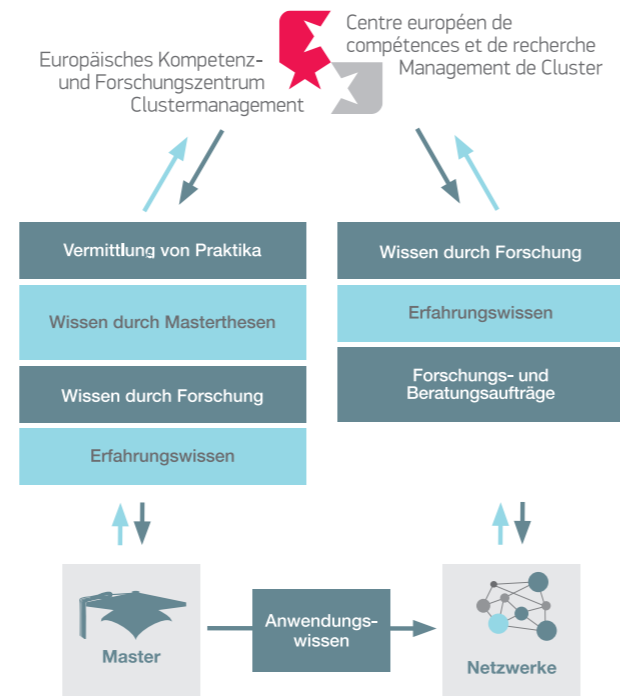 Europäisches Kompetenz-
und Forschungszentrum
Clustermanagement
Centre européen de
compétences et de recherche
Management de Cluster
Vermittlung von Praktika
Wissen durch Masterthesen
Wissen durch Forschung
Erfahrungswissen
Wissen durch Forschung
Erfahrungswissen
Forschungs- und
Beratungsaufträge
Master
Anwendungs-
wissen
Netzwerke